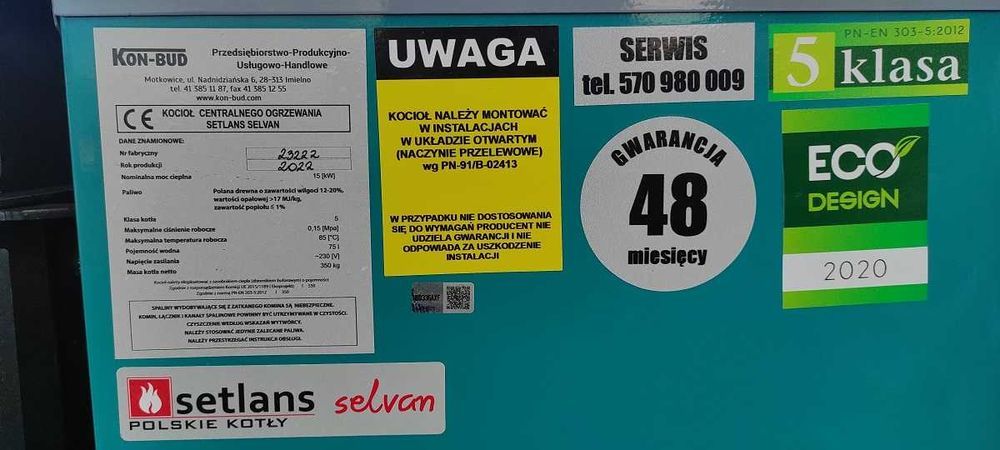 KON-BUD
Przedsiębiorstwo-Produkcyjno-
Usługowo-Handlowe
Motkowice, ul. Nadnidziańska 6, 28-313 Imielno
tel. 41 385 11 87, fax 41 385 12 55
www.kon-bud.com
CE
KOCIOŁ CENTRALNEGO OGRZEWANIA
SETLANS SELVAN
DANE ZNAMIONOWE:
Nr fabryczny 23222
Rok produkcji 2022
Nominalna moc cieplna 15 [kW]
Paliwo Polana drewna o zawartości wilgoci 12-20%,
wartości opałowej >17 MJ/kg,
zawartość popiołu ≤ 1%
Klasa kotła 5
Maksymalne ciśnienie robocze 0,15 [Mpa]
Maksymalna temperatura robocza 85 [°C]
Pojemność wodna 75 l
Napięcie zasilania ~230 [V]
Masa kotła netto 350 kg
SPALINY WYDOBYWAJĄCE SIĘ Z ZATKANEGO KOMINA SĄ NIEBEZPIECZNE.
KOMIN, ŁĄCZNIK I KANAŁY SPALINOWE POWINNY BYĆ UTRZYMYWANE W CZYSTOŚCI.
CZYSZCZENIE WEDŁUG WSKAZAŃ WYTWÓRCY.
NALEŻY STOSOWAĆ JEDYNIE ZALECANE PALIWA.
NALEŻY PRZESTRZEGAĆ INSTRUKCJI OBSŁUGI.
setlans selvan
POLSKIE KOTŁY
UWAGA
KOCIOŁ NALEŻY MONTOWAĆ
W INSTALACJACH
W UKŁADZIE OTWARTYM
(NACZYNIE PRZELEWOWE)
wg PN-91/B-02413
W PRZYPADKU NIE DOSTOSOWANIA
SIĘ DO WYMAGAŃ PRODUCENT NIE
UDZIELA GWARANCJI I NIE
ODPOWIADA ZA USZKODZENIE
INSTALACJI
SERWIS
tel. 570 980 009
GWARANCJA
48
miesięcy
PN-EN 303-5:2012
5 klasa
ECO
DESIGN
2020